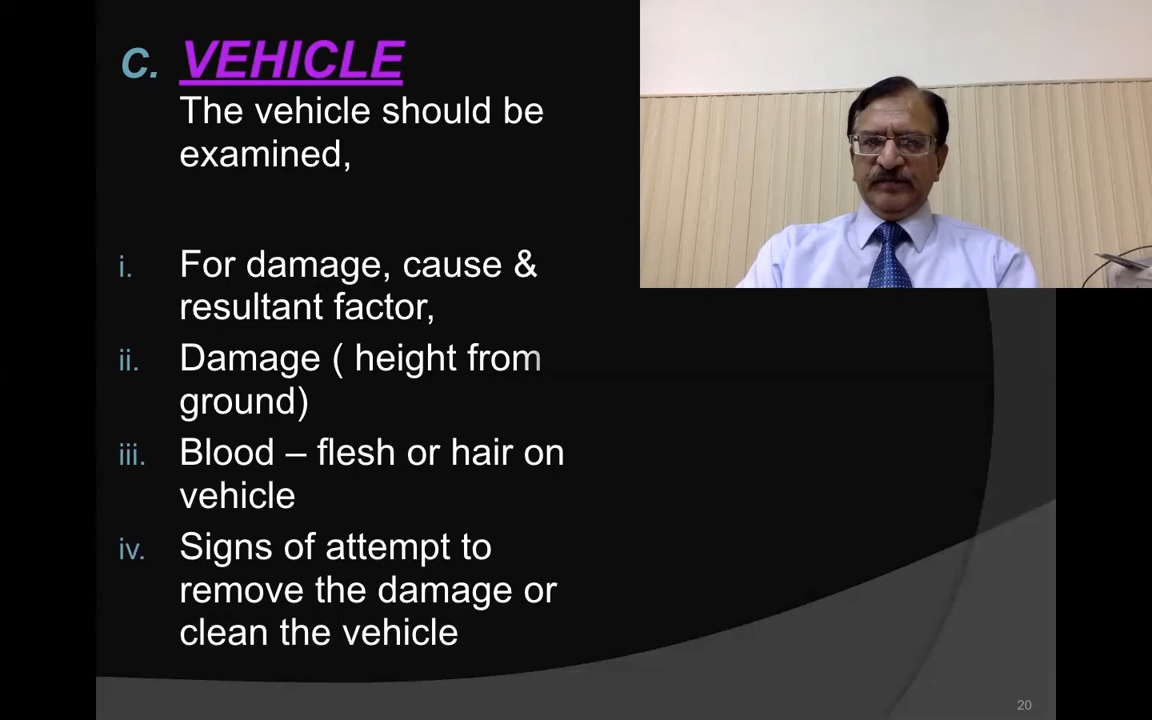 C. VEHICLE
The vehicle should be
examined,
i. For damage, cause &
resultant factor,
ii. Damage ( height from
ground)
iii. Blood – flesh or hair on
vehicle
iv. Signs of attempt to
remove the damage or
clean the vehicle
20